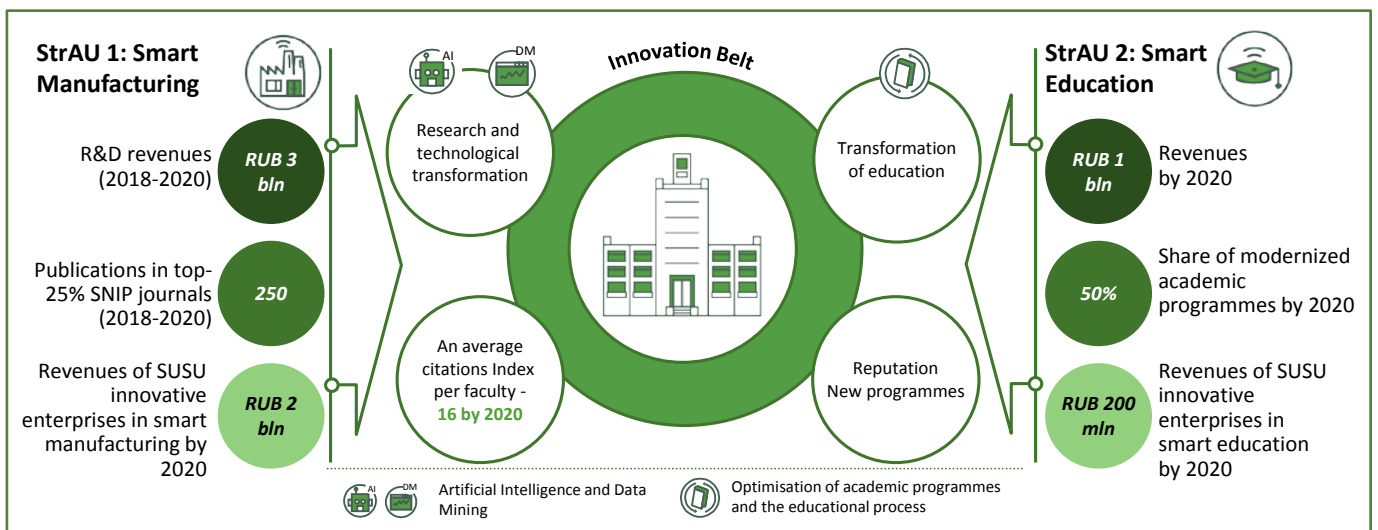 StrAU 1: Smart
Manufacturing
R&D revenues
(2018-2020)
RUB 3
bln
Publications in top-
25% SNIP journals
(2018-2020)
250
Revenues of SUSU
innovative
enterprises in smart
manufacturing by
2020
RUB 2
bln
AI
DM
Research and
technological
transformation
An average
citations Index
per faculty -
16 by 2020
Innovation Belt
Transformation
of education
Reputation
New programmes
StrAU 2: Smart
Education
RUB 1
bln
Revenues
by 2020
50%
Share of modernized
academic
programmes by 2020
RUB 200
mln
Revenues of SUSU
innovative
enterprises in
smart education
by 2020
AI
DM
Artificial Intelligence and Data
Mining
Optimisation of academic programmes
and the educational process